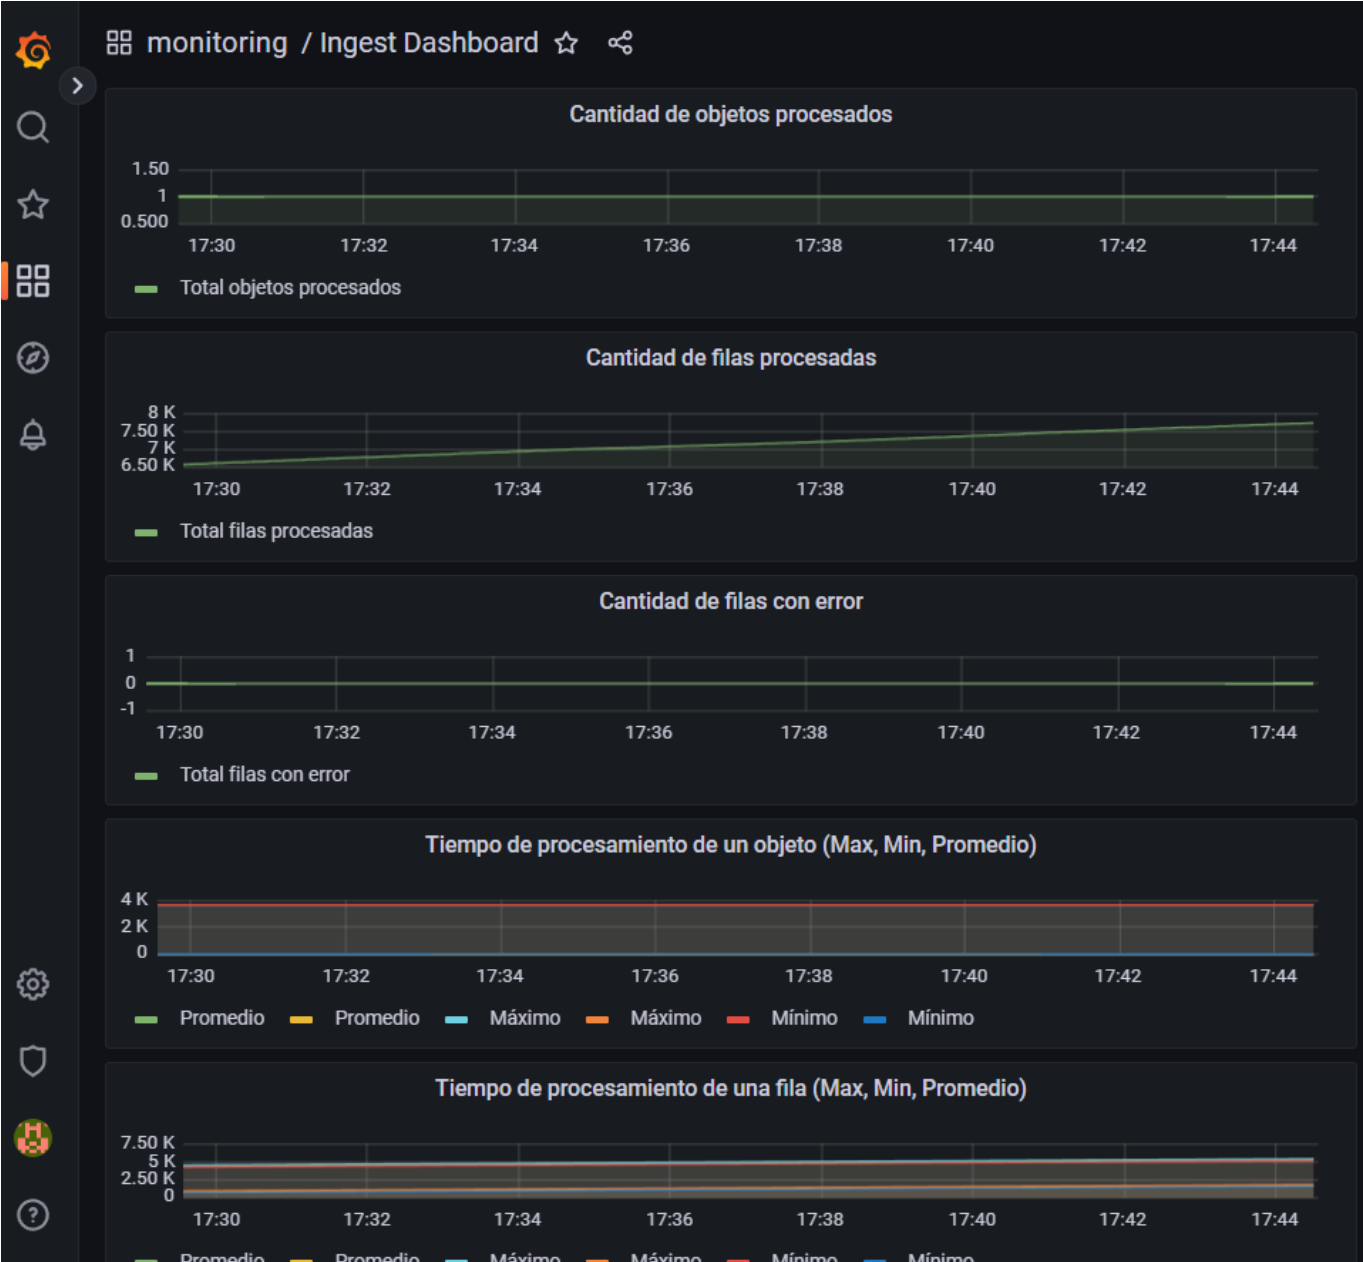 monitoring / Ingest Dashboard
Cantidad de objetos procesados
1.50
1
0.500
17:30 17:32 17:34 17:36 17:38 17:40 17:42 17:44
Total objetos procesados
Cantidad de filas procesadas
8 K
7.50 K
7 K
6.50 K
17:30 17:32 17:34 17:36 17:38 17:40 17:42 17:44
Total filas procesadas
Cantidad de filas con error
1
0
-1
17:30 17:32 17:34 17:36 17:38 17:40 17:42 17:44
Total filas con error
Tiempo de procesamiento de un objeto (Max, Min, Promedio)
4 K
2 K
0
17:30 17:32 17:34 17:36 17:38 17:40 17:42 17:44
Promedio Promedio Máximo Máximo Mínimo Mínimo
Tiempo de procesamiento de una fila (Max, Min, Promedio)
7.50 K
5 K
2.50 K
0
17:30 17:32 17:34 17:36 17:38 17:40 17:42 17:44
Promedio Promedio Máximo Máximo Mínimo Mínimo